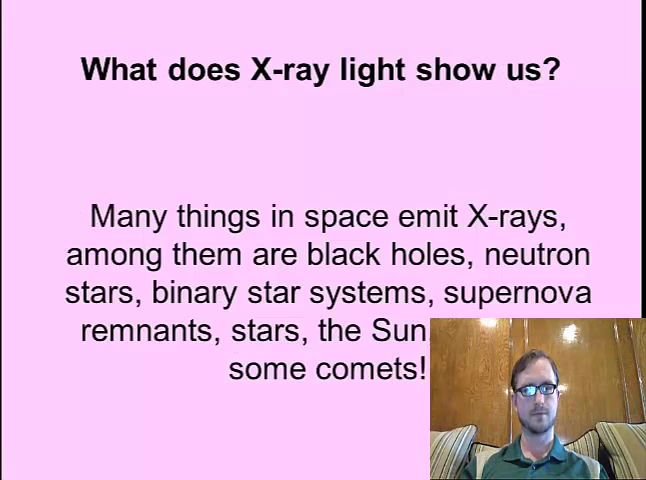 What does X-ray light show us?
Many things in space emit X-rays,
among them are black holes, neutron
stars, binary star systems, supernova
remnants, stars, the Sun,
some comets!